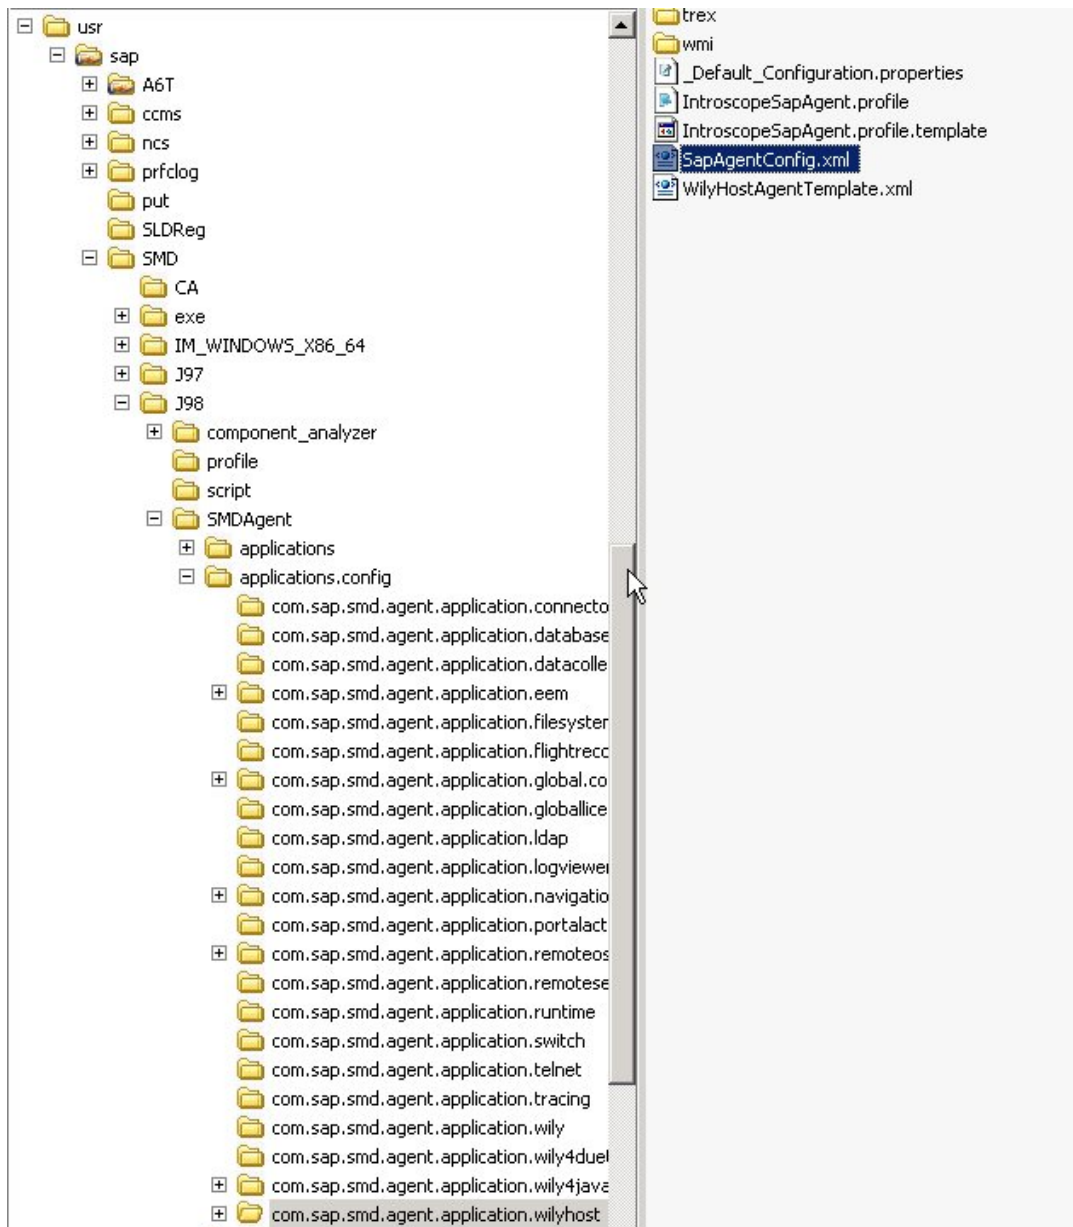 usr
sap
A6T
ccms
ncs
prfclog
put
SLDReg
SMD
CA
exe
IM_WINDOWS_X86_64
J97
J98
component_analyzer
profile
script
SMDAgent
applications
applications.config
com.sap.smd.agent.application.connecto
com.sap.smd.agent.application.database
com.sap.smd.agent.application.datacolle
com.sap.smd.agent.application.eem
com.sap.smd.agent.application.filesyster
com.sap.smd.agent.application.flightrecc
com.sap.smd.agent.application.global.co
com.sap.smd.agent.application.globallice
com.sap.smd.agent.application.ldap
com.sap.smd.agent.application.logviewer
com.sap.smd.agent.application.navigatio
com.sap.smd.agent.application.portalact
com.sap.smd.agent.application.remoteos
com.sap.smd.agent.application.remotese
com.sap.smd.agent.application.runtime
com.sap.smd.agent.application.switch
com.sap.smd.agent.application.telnet
com.sap.smd.agent.application.tracing
com.sap.smd.agent.application.wily
com.sap.smd.agent.application.wily4duet
com.sap.smd.agent.application.wily4java
com.sap.smd.agent.application.wilyhost
trex
wmi
_Default_Configuration.properties
IntroscopeSapAgent.profile
IntroscopeSapAgent.profile.template
SapAgentConfig.xml
WilyHostAgentTemplate.xml